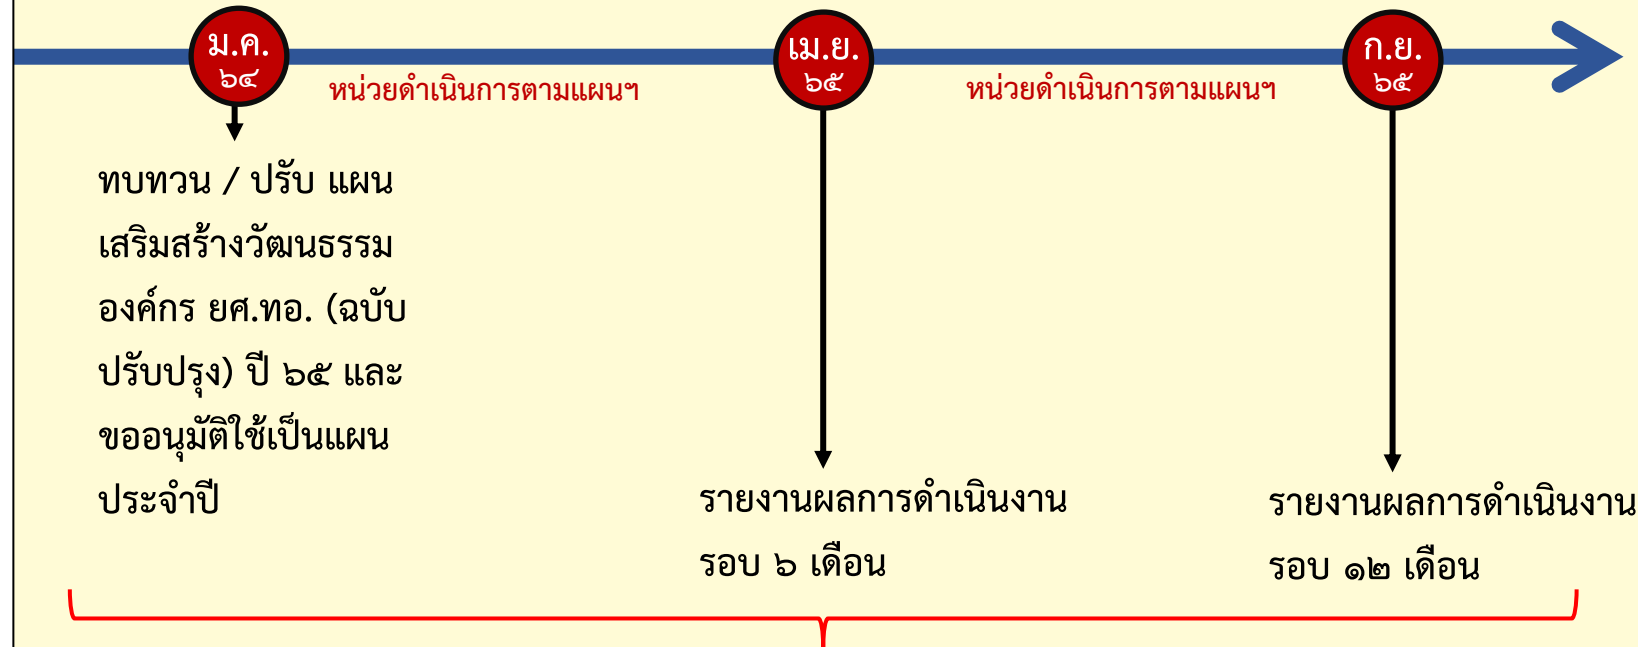 ม.ค.
๖๔
เม.ย.
๖๕
ก.ย.
๖๕
หน่วยดำเนินการตามแผนฯ
หน่วยดำเนินการตามแผนฯ
ทบทวน / ปรับ แผน
เสริมสร้างวัฒนธรรม
องค์กร ยศ.ทอ. (ฉบับ
ปรับปรุง) ปี ๖๕ และ
ขออนุมัติใช้เป็นแผน
ประจำปี
รายงานผลการดำเนินงาน
รอบ ๖ เดือน
รายงานผลการดำเนินงาน
รอบ ๑๒ เดือน